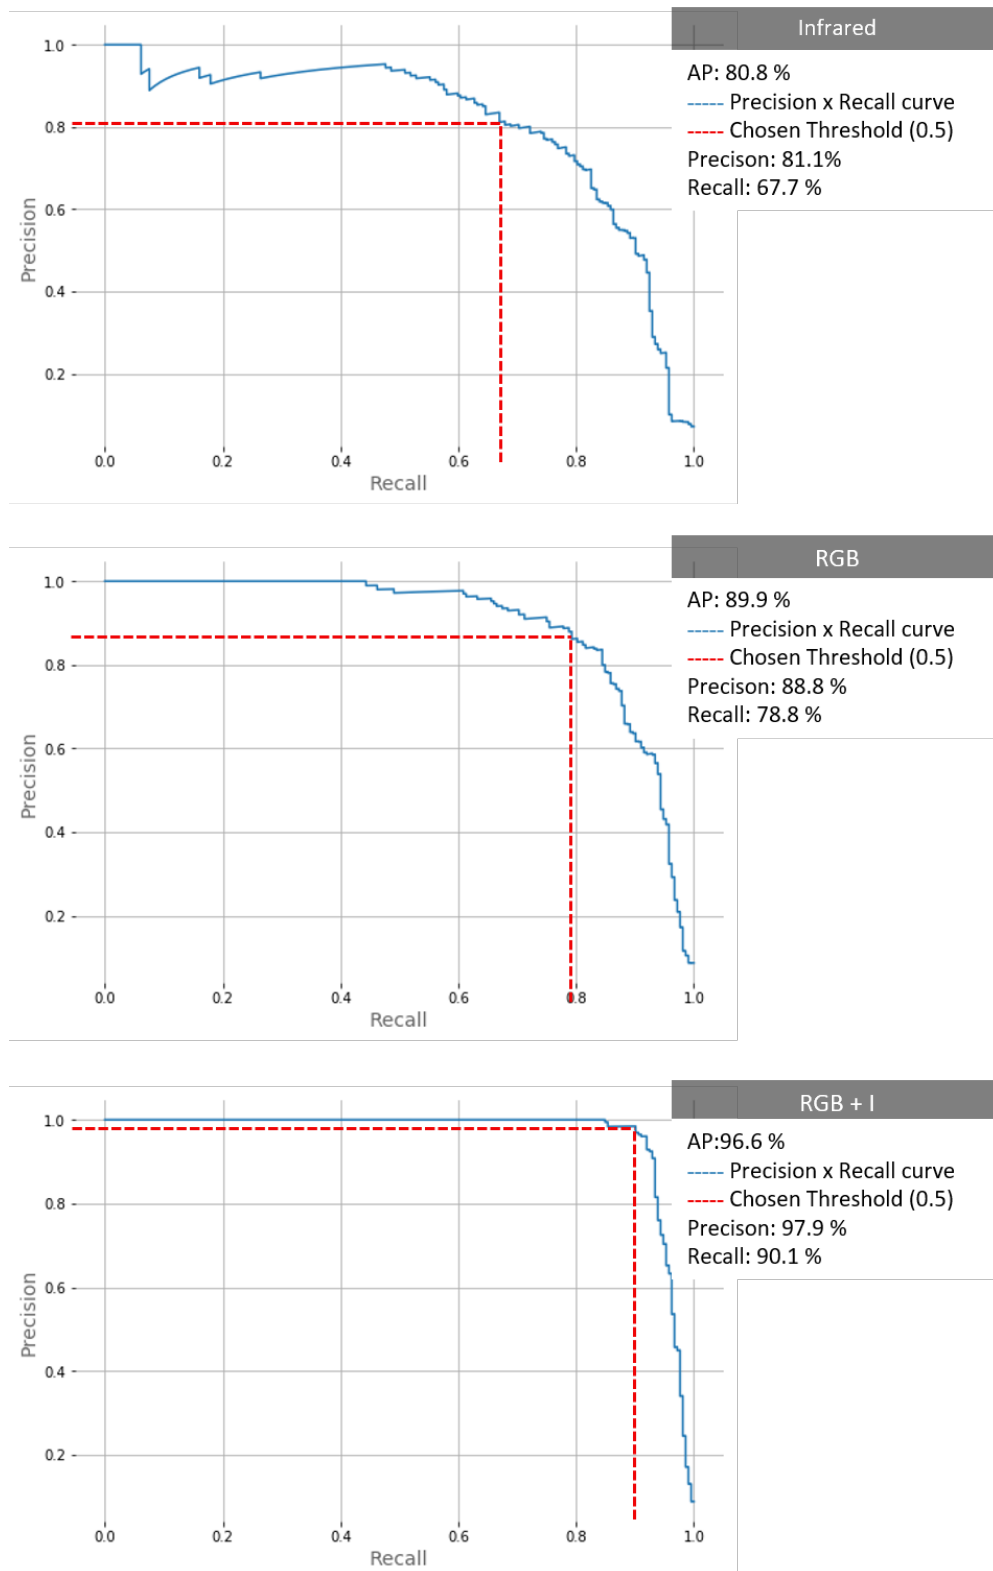 Infrared
AP: 80.8 %
Precision x Recall curve
Chosen Threshold (0.5)
Precison: 81.1%
Recall: 67.7 %
1.0
0.8
0.6
0.4
0.2
Precision
0.0 0.2 0.4 0.6 0.8 1.0
Recall
RGB
AP: 89.9 %
Precision x Recall curve
Chosen Threshold (0.5)
Precison: 88.8 %
Recall: 78.8 %
1.0
0.8
0.6
0.4
0.2
Precision
0.0 0.2 0.4 0.6 0.8 1.0
Recall
RGB + I
AP:96.6 %
Precision x Recall curve
Chosen Threshold (0.5)
Precison: 97.9 %
Recall: 90.1 %
1.0
0.8
0.6
0.4
0.2
Precision
0.0 0.2 0.4 0.6 0.8 1.0
Recall